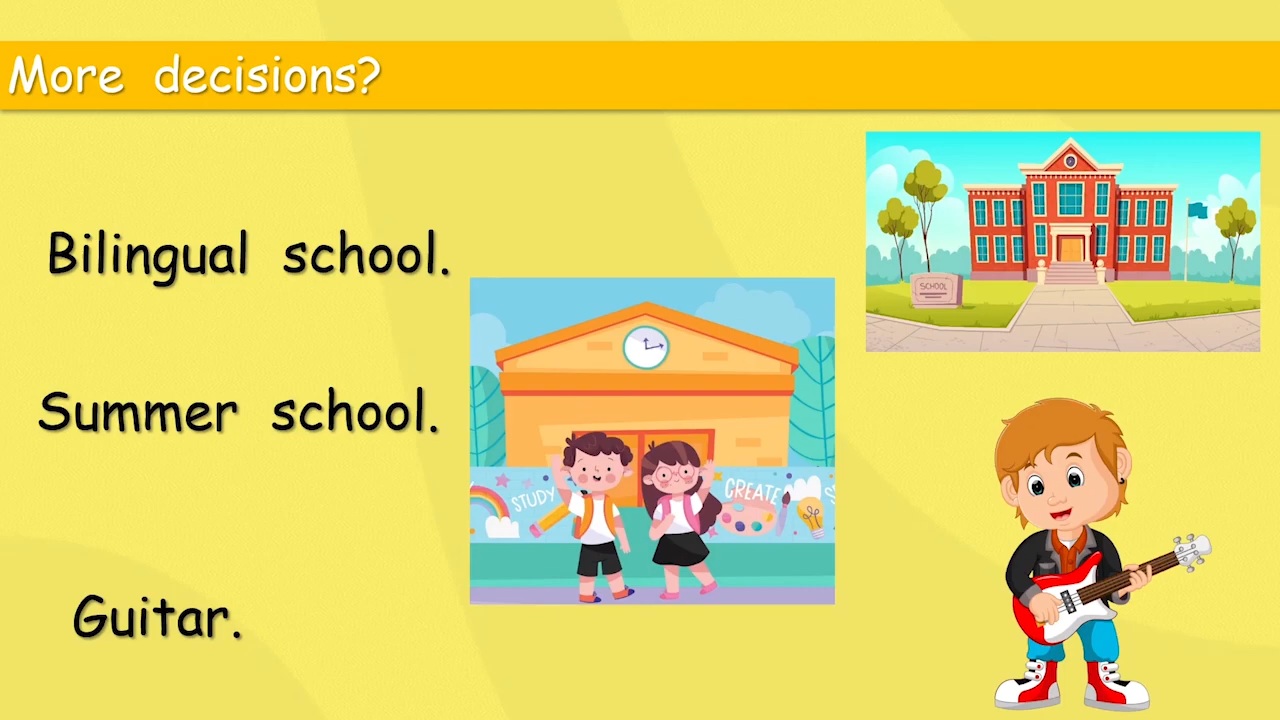 More decisions?
Bilingual school.
SCHOOL
Summer school.
STUDY
CREATE
Guitar.